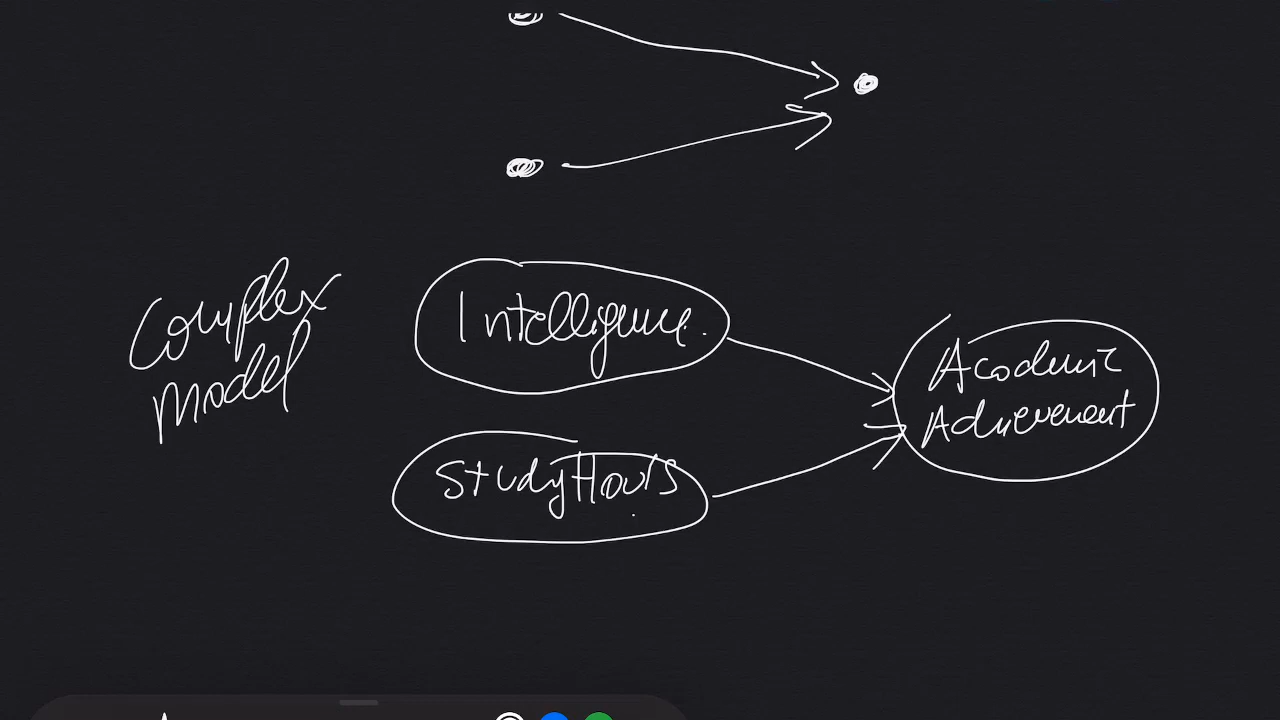 Complex
model
Intelligence.
StudyHours
Academic
Achievement